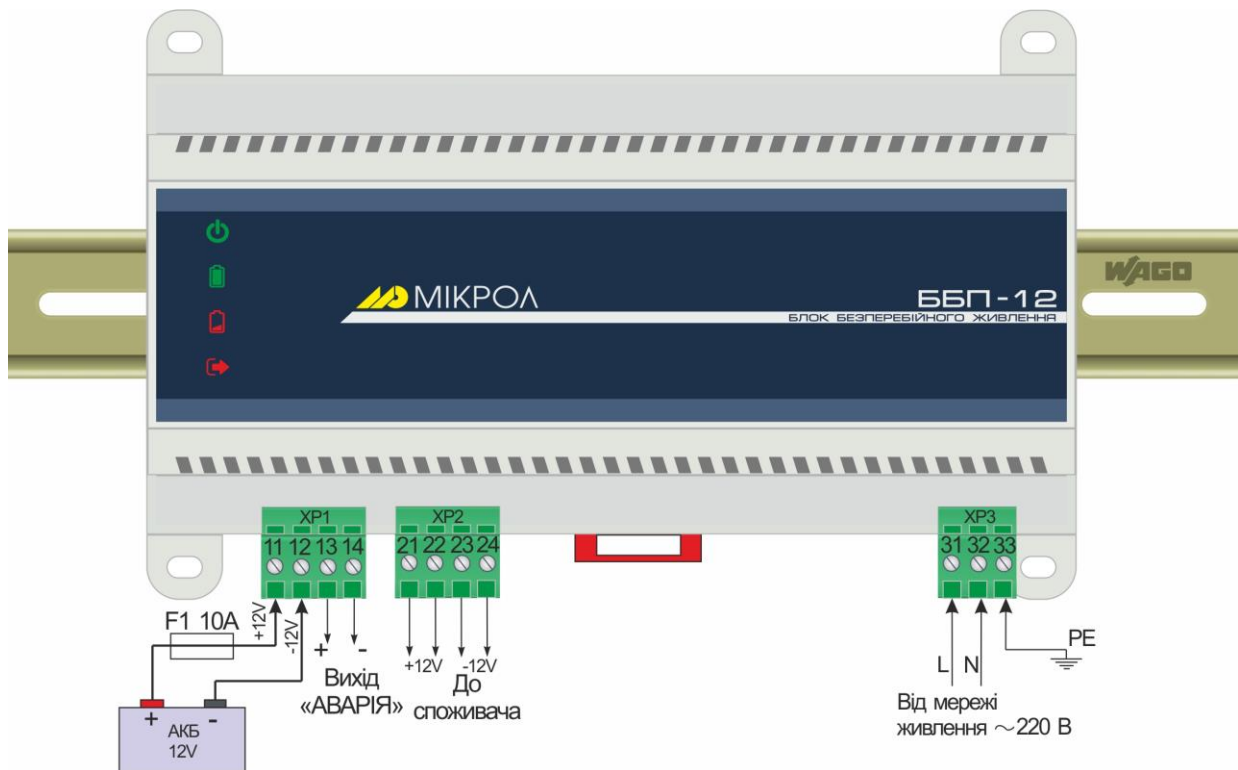 WAGO
МІКРОЛ
ББП-12
БЛОК БЕЗПЕРЕБІЙНОГО ЖИВЛЕННЯ
XP1
11 12 13 14
XP2
21 22 23 24
XP3
31 32 33
F1 10A
+12V
-12V
+ -
Вихід
«АВАРІЯ»
+12V
-12V
До
споживача
L N
PE
Від мережі
живлення ~220 В
+ -
АКБ
12V